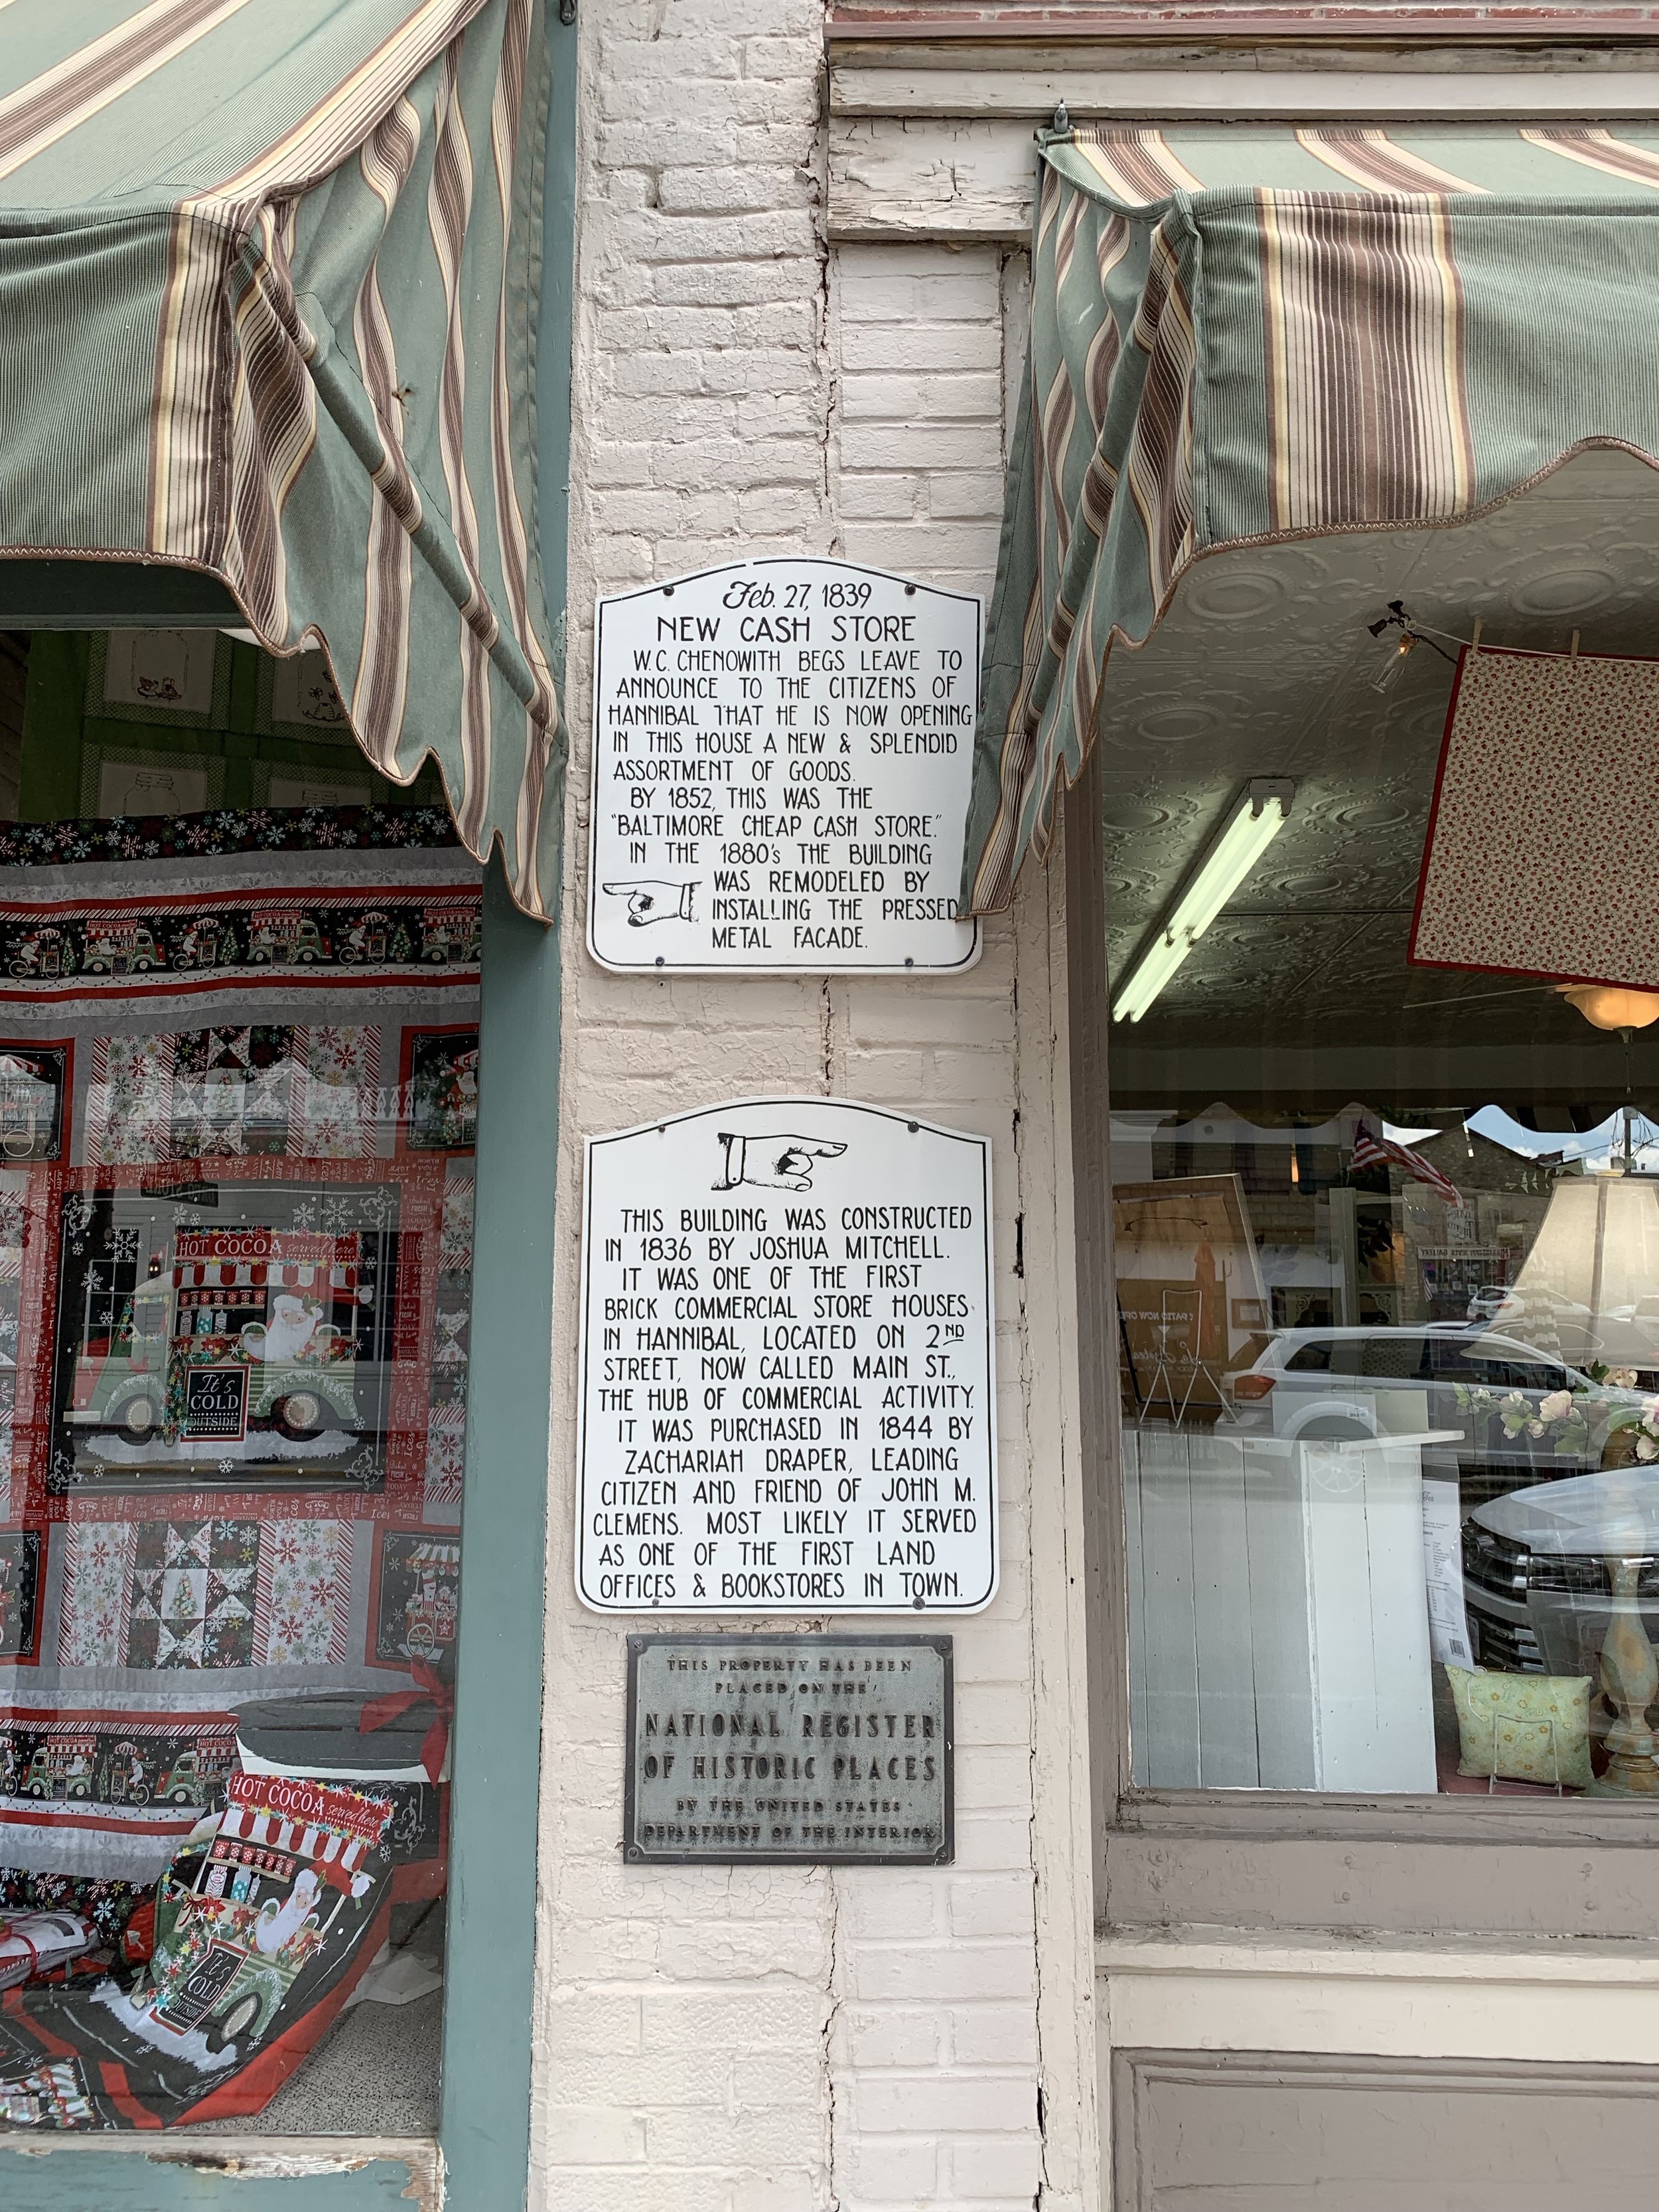 Feb. 27, 1839
NEW CASH STORE
W.C. CHENOWITH BEGS LEAVE TO
ANNOUNCE TO THE CITIZENS OF
HANNIBAL THAT HE IS NOW OPENING
IN THIS HOUSE A NEW & SPLENDID
ASSORTMENT OF GOODS.
BY 1852, THIS WAS THE
"BALTIMORE CHEAP CASH STORE."
IN THE 1880's THE BUILDING
WAS REMODELED BY
INSTALLING THE PRESSED
METAL FACADE.
THIS BUILDING WAS CONSTRUCTED
IN 1836 BY JOSHUA MITCHELL.
IT WAS ONE OF THE FIRST
BRICK COMMERCIAL STORE HOUSES
IN HANNIBAL, LOCATED ON 2ND
STREET, NOW CALLED MAIN ST.,
THE HUB OF COMMERCIAL ACTIVITY.
IT WAS PURCHASED IN 1844 BY
ZACHARIAH DRAPER, LEADING
CITIZEN AND FRIEND OF JOHN M.
CLEMENS. MOST LIKELY IT SERVED
AS ONE OF THE FIRST LAND
OFFICES & BOOKSTORES IN TOWN.
THIS PROPERTY HAS BEEN
PLACED ON THE
NATIONAL REGISTER
OF HISTORIC PLACES
BY THE UNITED STATES
DEPARTMENT OF THE INTERIOR
HOT COCOA served here
It's
COLD
OUTSIDE
HOT COCOA served here
It's
COLD
OUTSIDE